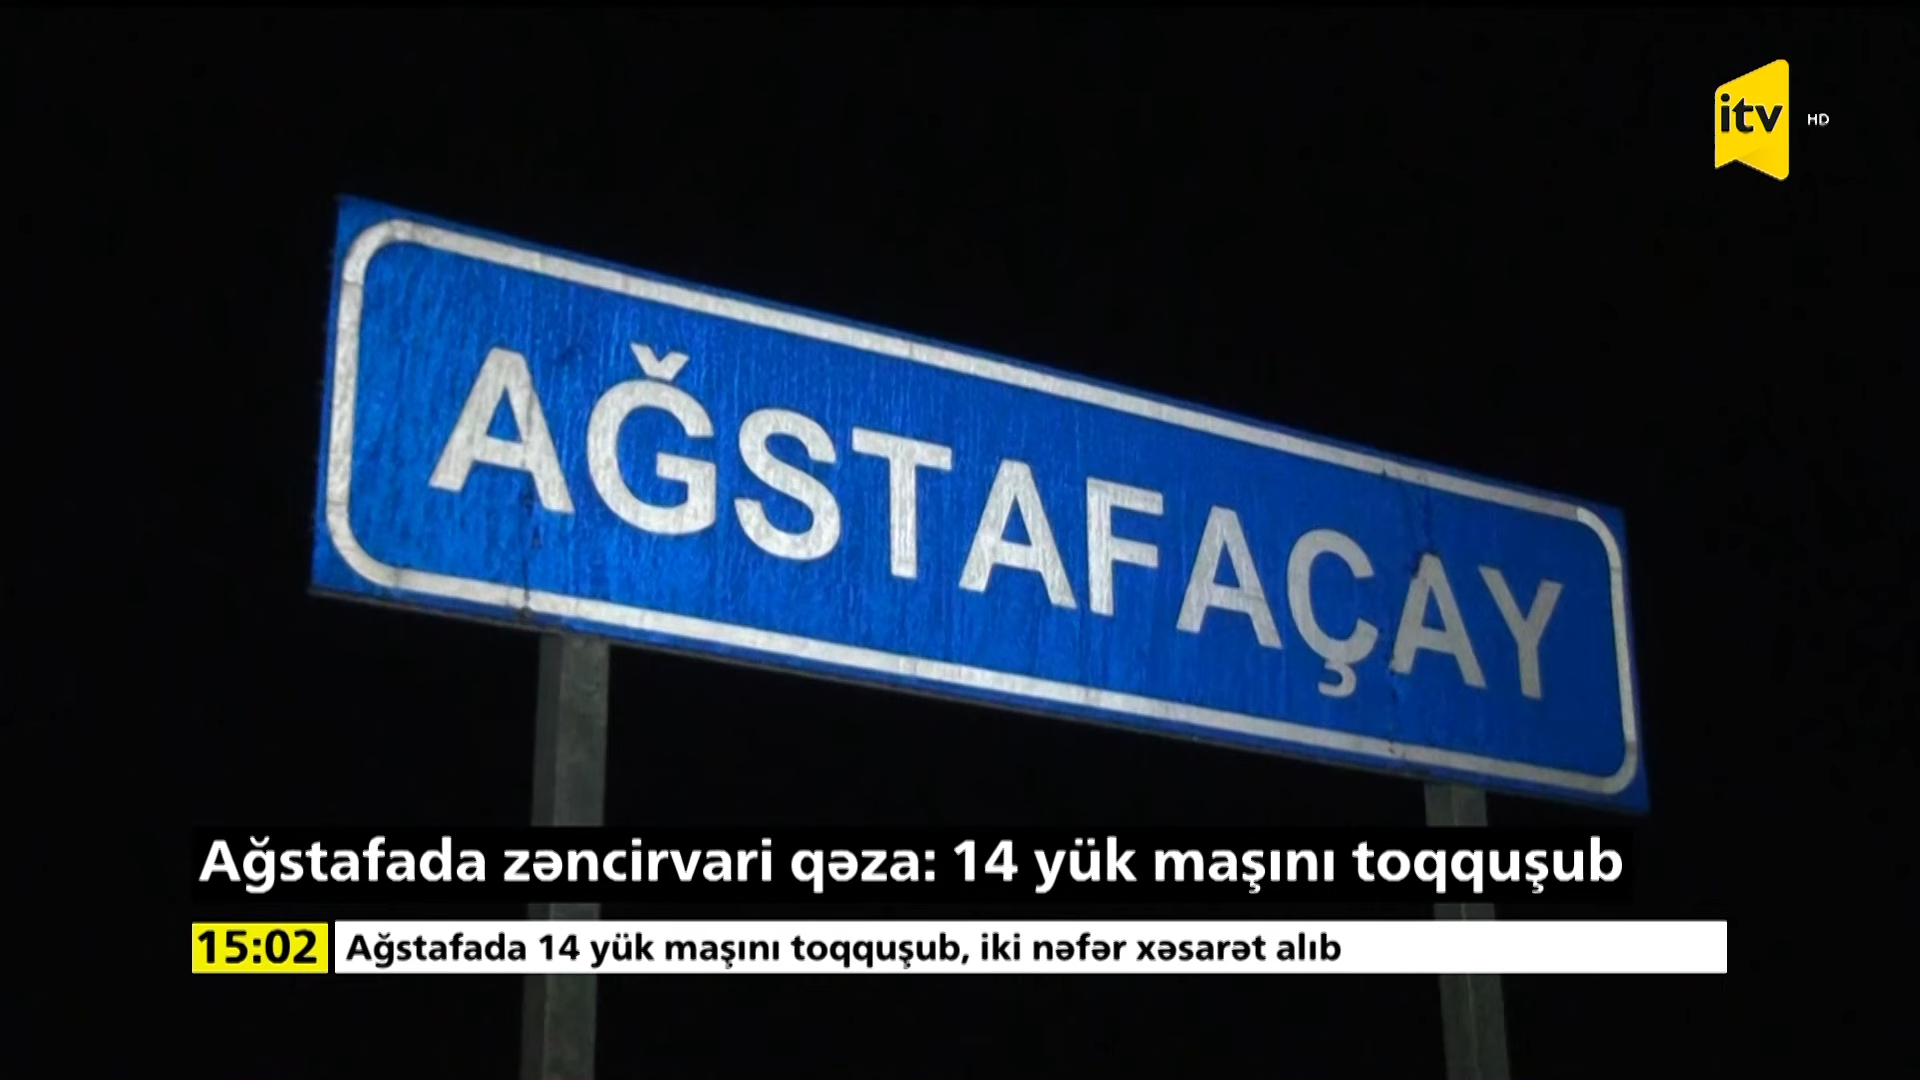 itv HD
AĞSTAFAÇAY
Ağstafada zəncirvari qəza: 14 yük maşını toqquşub
15:02 Ağstafada 14 yük maşını toqquşub, iki nəfər xəsarət alıb